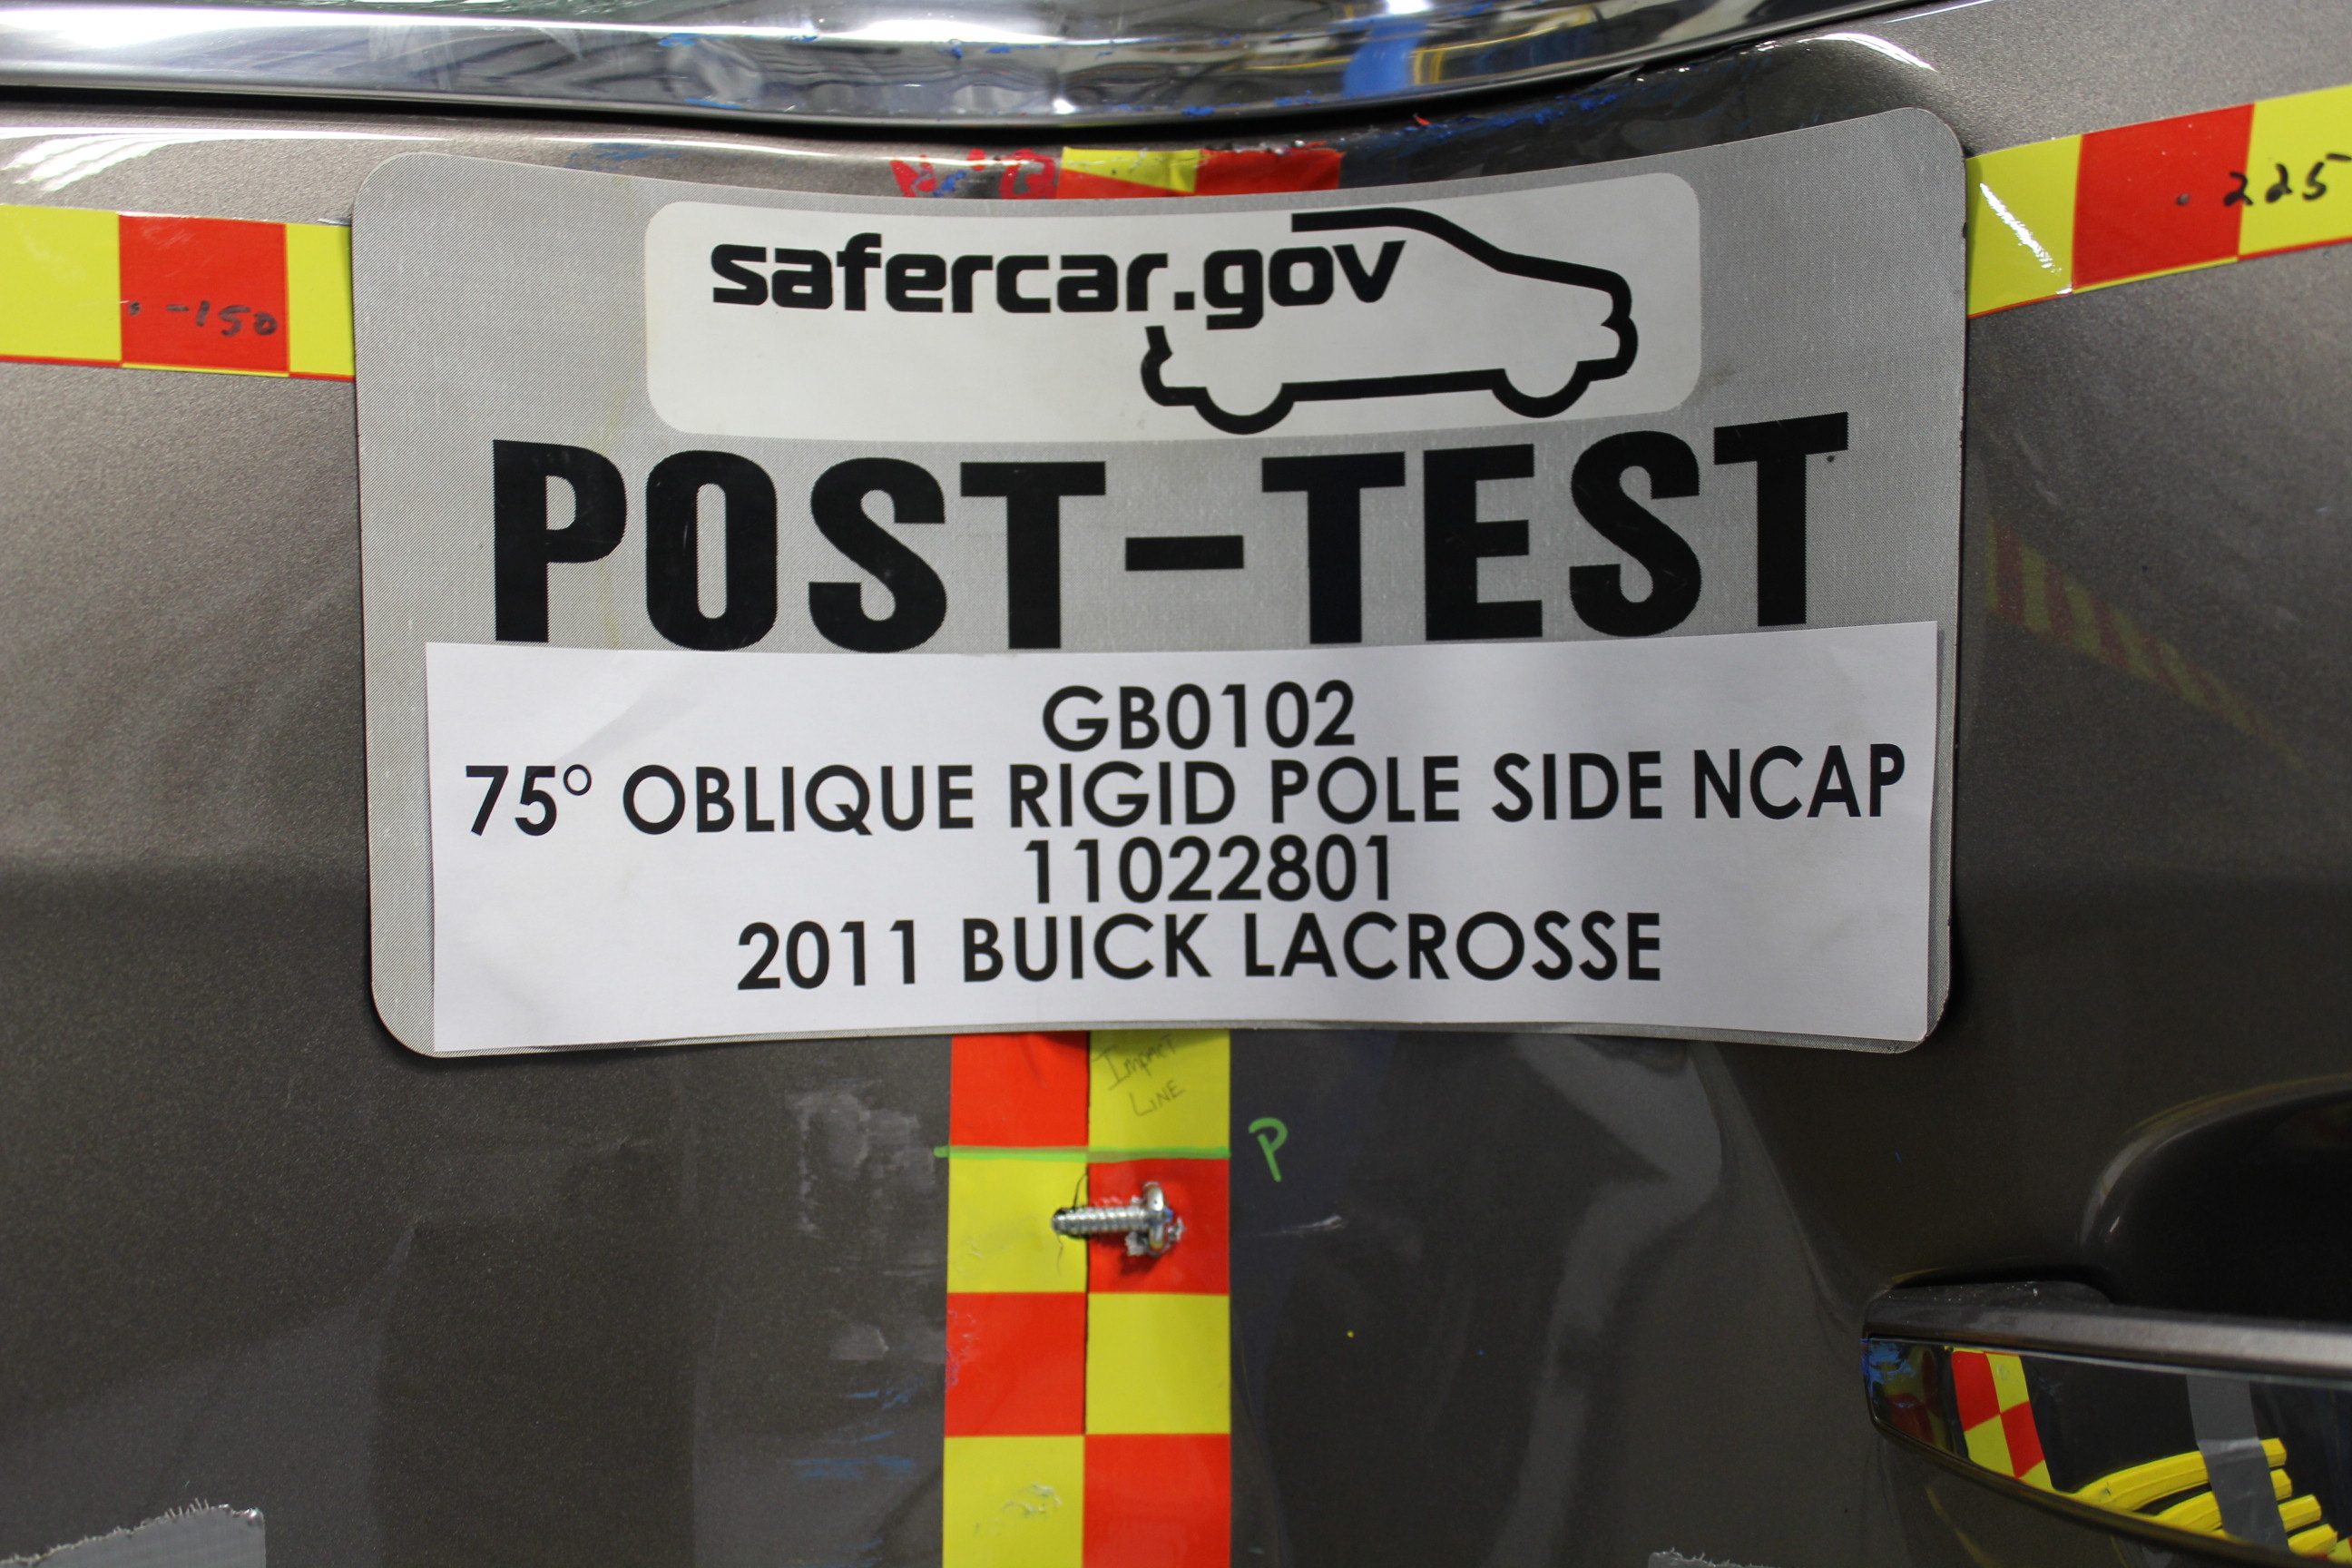 safercar.gov
POST-TEST
-150
.225
GB0102
75° OBLIQUE RIGID POLE SIDE NCAP
11022801
2011 BUICK LACROSSE
Impact
LINE
P